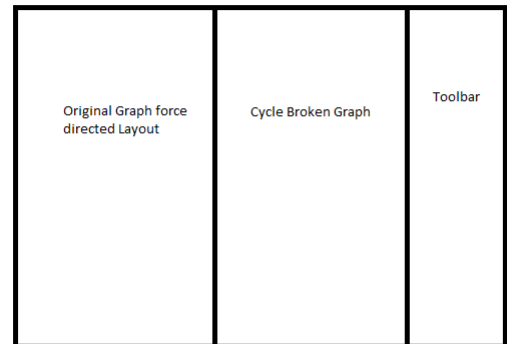 Original Graph force
directed Layout
Cycle Broken Graph
Toolbar